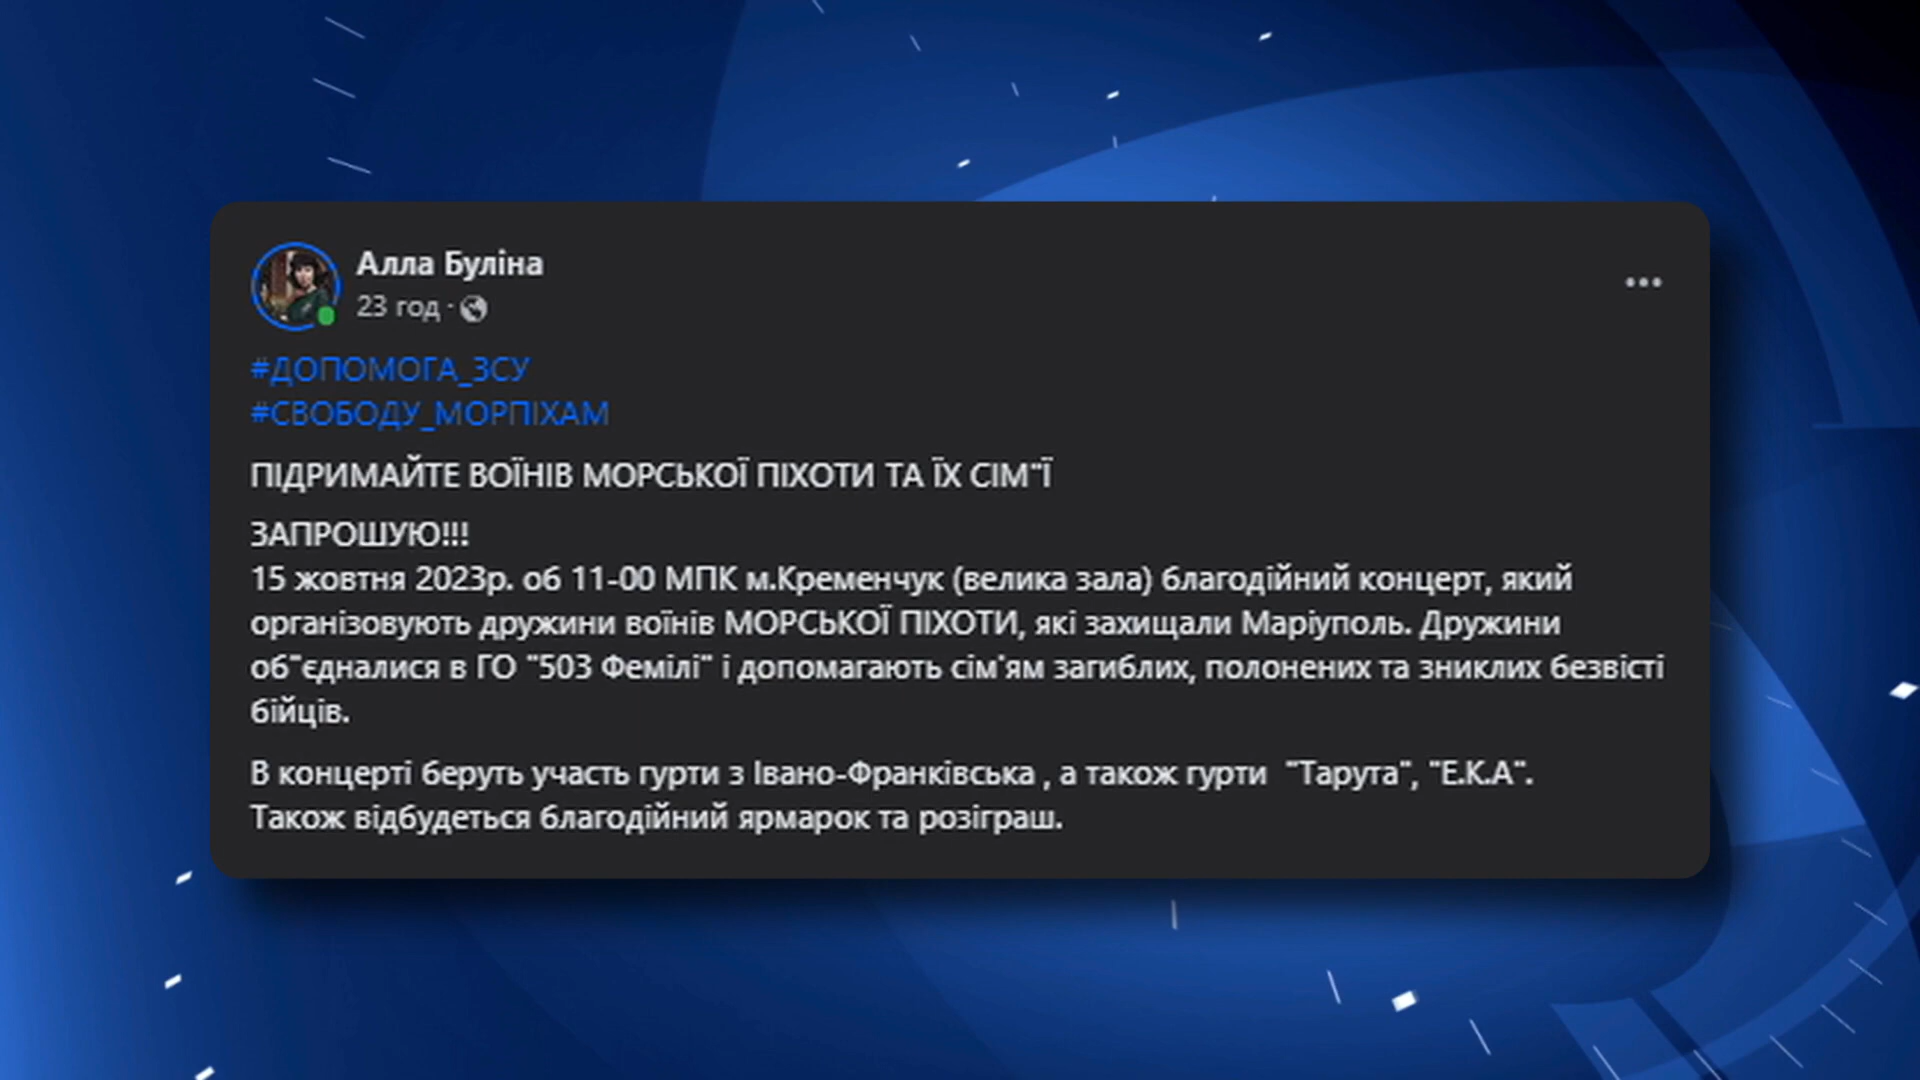 Алла Буліна
23 год ·
#ДОПОМОГА_ЗСУ
#СВОБОДУ_МОРПІХАМ
ПІДРИМАЙТЕ ВОЇНІВ МОРСЬКОЇ ПІХОТИ ТА ЇХ СІМ"Ї
ЗАПРОШУЮ!!!
15 жовтня 2023р. об 11-00 МПК м.Кременчук (велика зала) благодійний концерт, який
організовують дружини воїнів МОРСЬКОЇ ПІХОТИ, які захищали Маріуполь. Дружини
об"єдналися в ГО "503 Фемілі" і допомагають сім'ям загиблих, полонених та зниклих безвісті
бійців.
В концерті беруть участь гурти з Івано-Франківська , а також гурти "Тарута", "Е.К.А".
Також відбудеться благодійний ярмарок та розіграш.